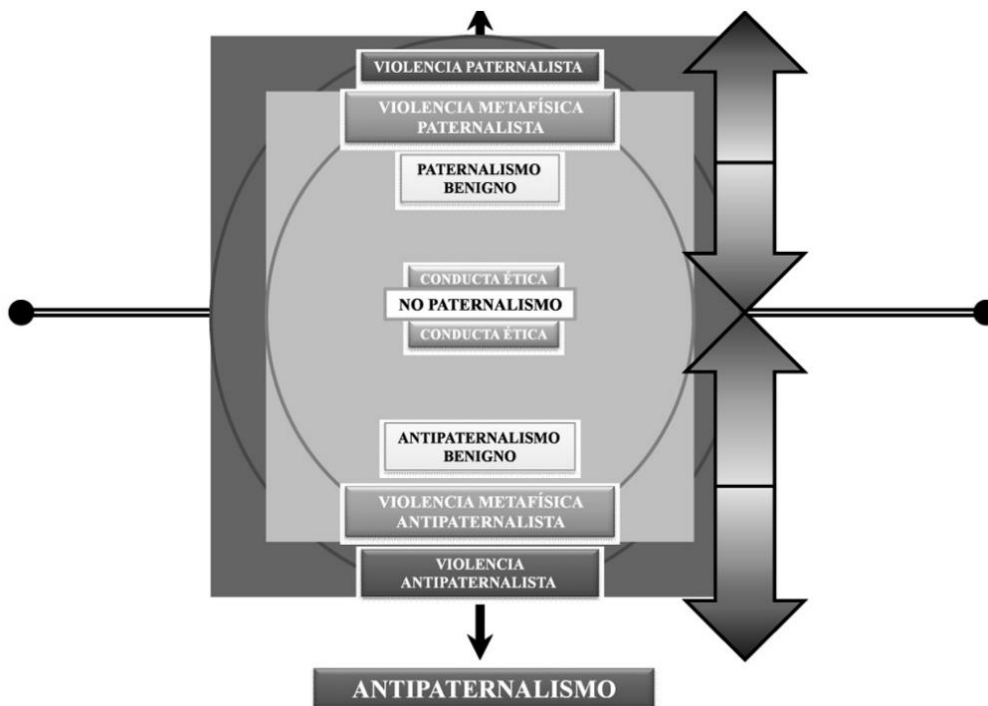 VIOLENCIA PATERNALISTA
VIOLENCIA METAFÍSICA
PATERNALISTA
PATERNALISMO
BENIGNO
CONDUCTA ÉTICA
NO PATERNALISMO
CONDUCTA ÉTICA
ANTIPATERNALISMO
BENIGNO
VIOLENCIA METAFÍSICA
ANTIPATERNALISTA
VIOLENCIA
ANTIPATERNALISTA
ANTIPATERNALISMO